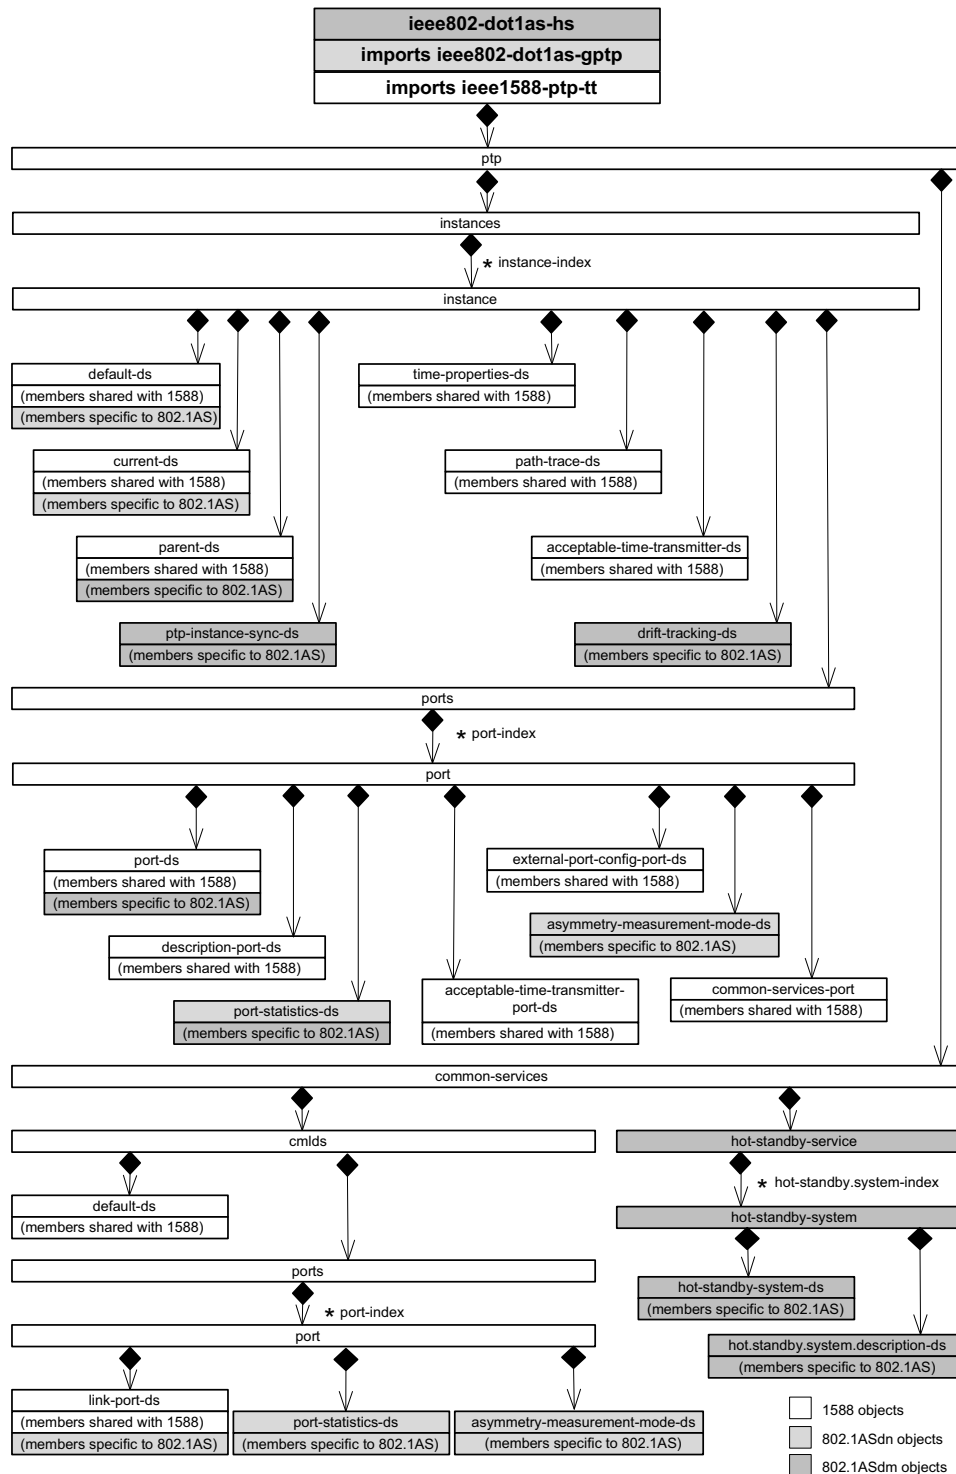 ieee802-dot1as-hs
imports ieee802-dot1as-gptp
imports ieee1588-ptp-tt
ptp
instances
* instance-index
instance
default-ds
(members shared with 1588)
(members specific to 802.1AS)
time-properties-ds
(members shared with 1588)
current-ds
(members shared with 1588)
(members specific to 802.1AS)
path-trace-ds
(members shared with 1588)
parent-ds
(members shared with 1588)
(members specific to 802.1AS)
acceptable-time-transmitter-ds
(members shared with 1588)
ptp-instance-sync-ds
(members specific to 802.1AS)
drift-tracking-ds
(members specific to 802.1AS)
ports
* port-index
port
port-ds
(members shared with 1588)
(members specific to 802.1AS)
external-port-config-port-ds
(members shared with 1588)
description-port-ds
(members shared with 1588)
asymmetry-measurement-mode-ds
(members specific to 802.1AS)
port-statistics-ds
(members specific to 802.1AS)
acceptable-time-transmitter-
port-ds
(members shared with 1588)
common-services-port
(members shared with 1588)
common-services
cmlds
hot-standby-service
* hot-standby.system-index
default-ds
(members shared with 1588)
hot-standby-system
ports
hot-standby-system-ds
(members specific to 802.1AS)
* port-index
port
hot.standby.system.description-ds
(members specific to 802.1AS)
link-port-ds
(members shared with 1588)
(members specific to 802.1AS)
port-statistics-ds
(members specific to 802.1AS)
asymmetry-measurement-mode-ds
(members specific to 802.1AS)
1588 objects
802.1ASdn objects
802.1ASdm objects